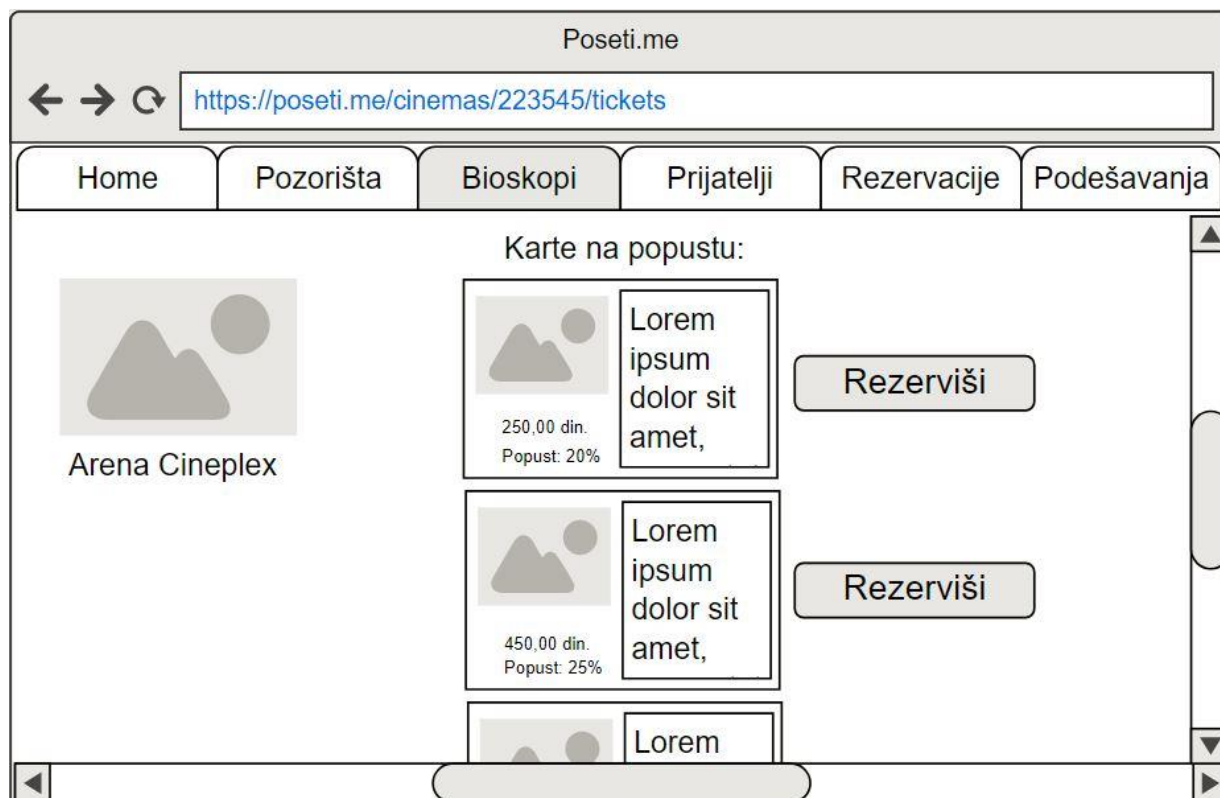 Poseti.me
https://poseti.me/cinemas/223545/tickets
Home
Pozorišta
Bioskopi
Prijatelji
Rezervacije
Podešavanja
Karte na popustu:
Arena Cineplex
250,00 din.
Popust: 20%
Lorem
ipsum
dolor sit
amet,
Rezerviši
450,00 din.
Popust: 25%
Lorem
ipsum
dolor sit
amet,
Rezerviši
Lorem